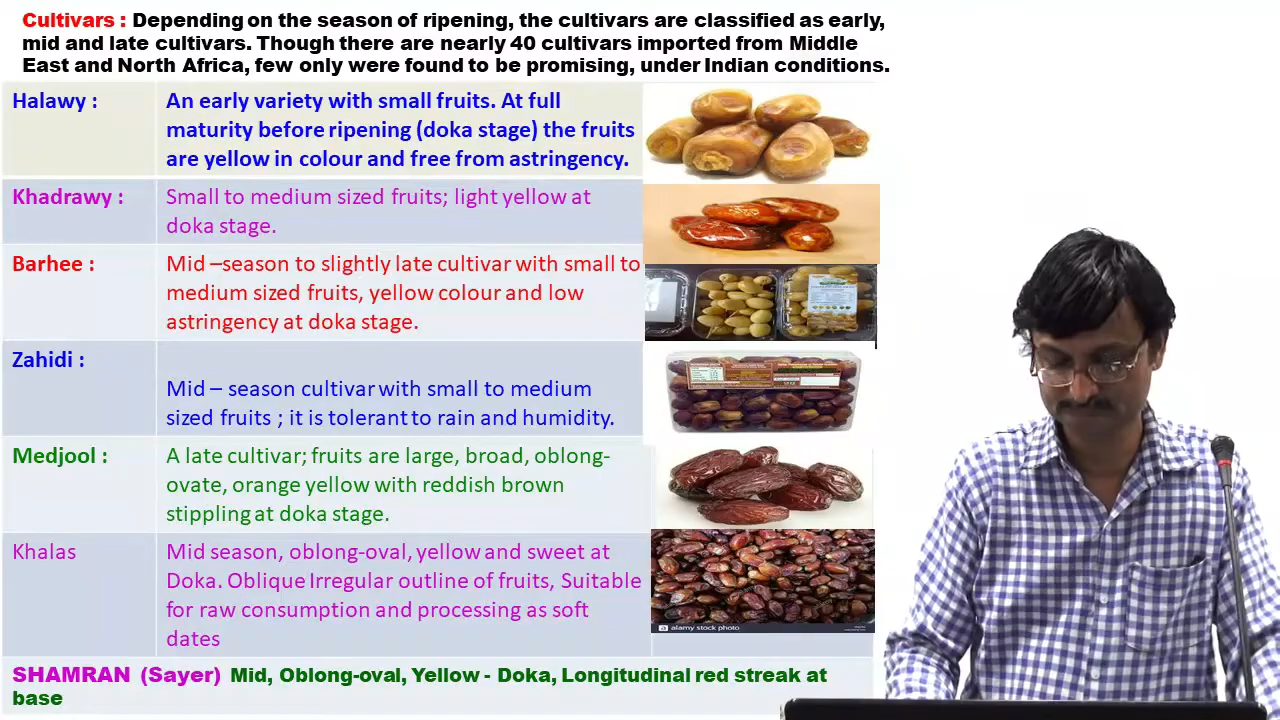 Cultivars : Depending on the season of ripening, the cultivars are classified as early,
mid and late cultivars. Though there are nearly 40 cultivars imported from Middle
East and North Africa, few only were found to be promising, under Indian conditions.
Halawy :
An early variety with small fruits. At full
maturity before ripening (doka stage) the fruits
are yellow in colour and free from astringency.
Khadrawy :
Small to medium sized fruits; light yellow at
doka stage.
Barhee :
Mid –season to slightly late cultivar with small to
medium sized fruits, yellow colour and low
astringency at doka stage.
Zahidi :
Mid – season cultivar with small to medium
sized fruits ; it is tolerant to rain and humidity.
Medjool :
A late cultivar; fruits are large, broad, oblong-
ovate, orange yellow with reddish brown
stippling at doka stage.
Khalas
Mid season, oblong-oval, yellow and sweet at
Doka. Oblique Irregular outline of fruits, Suitable
for raw consumption and processing as soft
dates
a alamy stock photo
SHAMRAN (Sayer) Mid, Oblong-oval, Yellow - Doka, Longitudinal red streak at
base